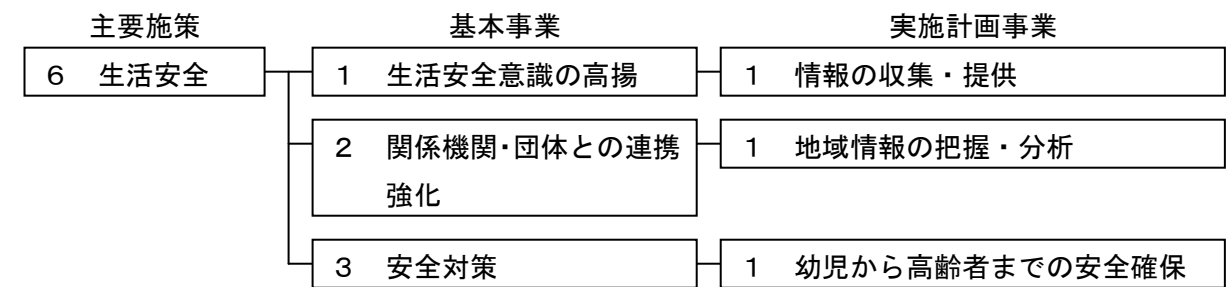 主要施策 基本事業 実施計画事業
6 生活安全 1 生活安全意識の高揚 1 情報の収集・提供
2 関係機関・団体との連携 1 地域情報の把握・分析
強化
3 安全対策 1 幼児から高齢者までの安全確保